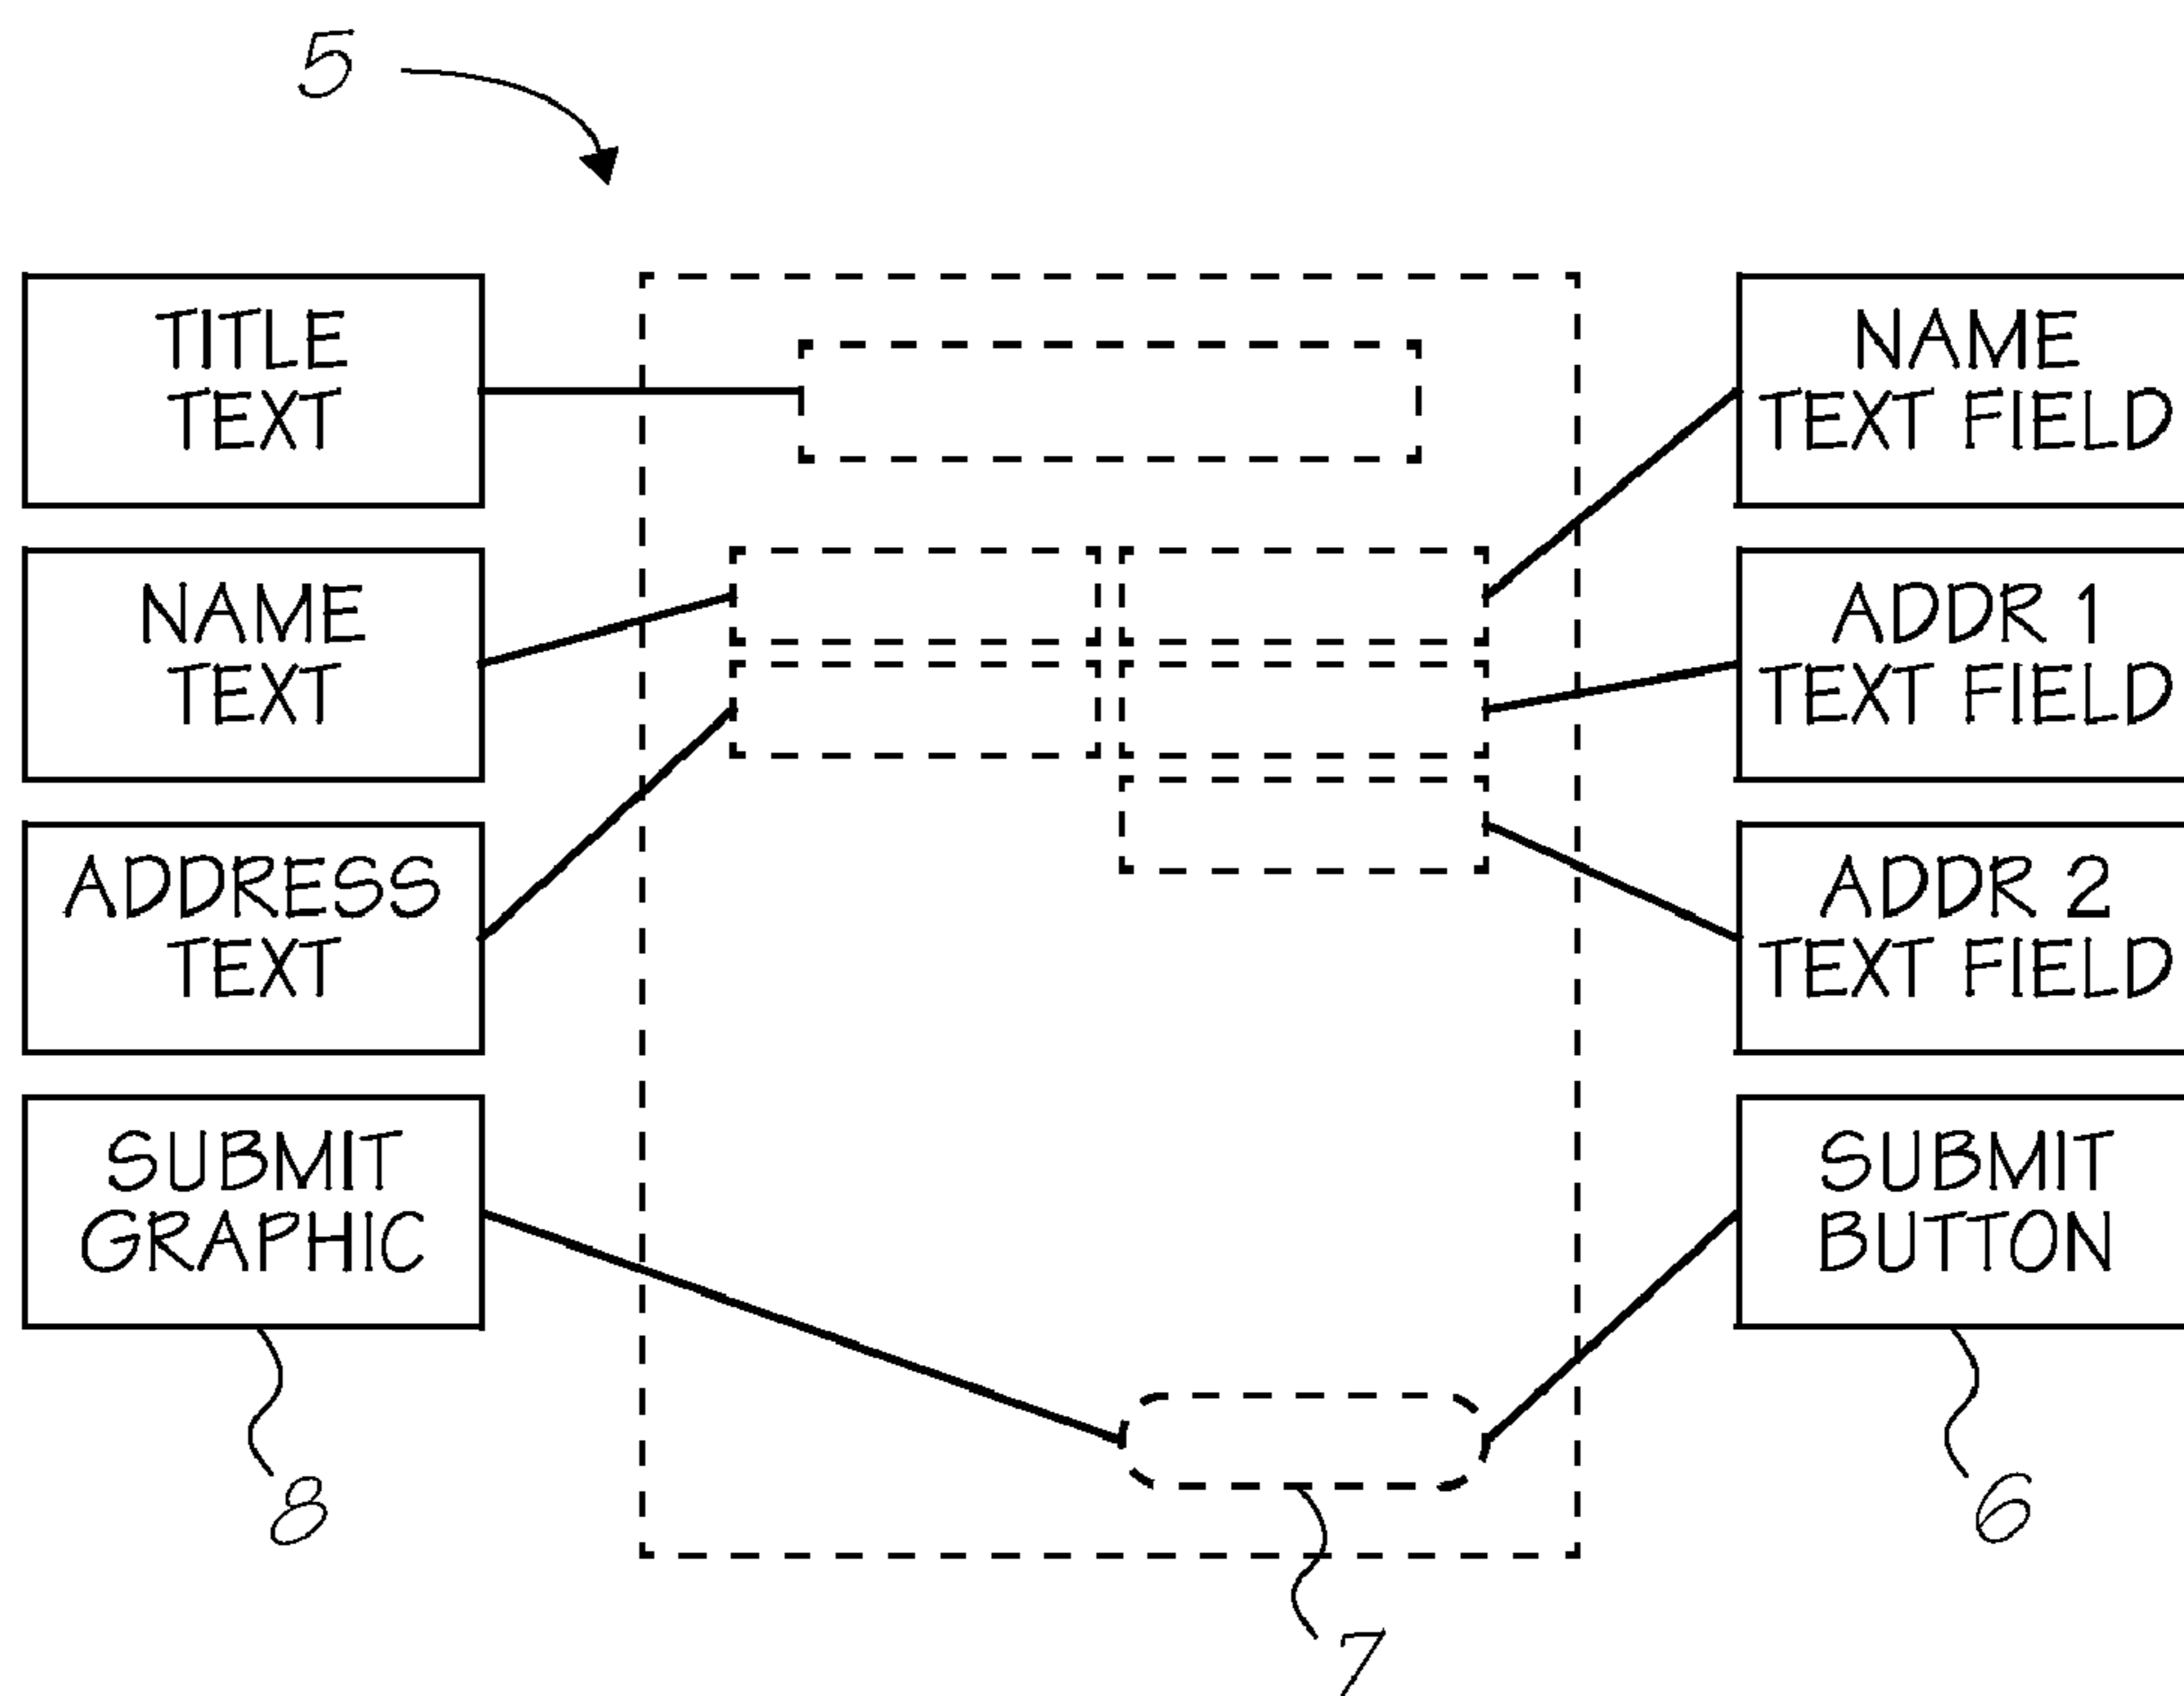 5
TITLE
TEXT
NAME
TEXT FIELD
NAME
TEXT
ADDR 1
TEXT FIELD
ADDRESS
TEXT
ADDR 2
TEXT FIELD
SUBMIT
GRAPHIC
SUBMIT
BUTTON
8
6
7